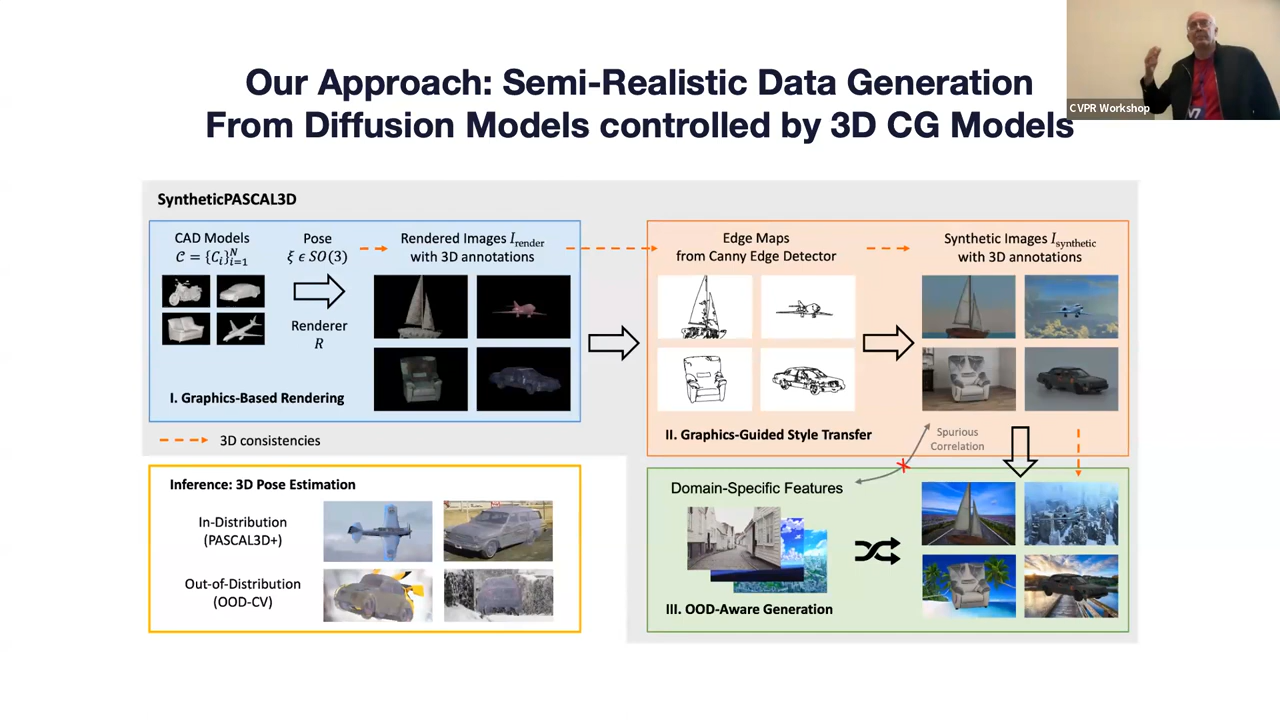 Our Approach: Semi-Realistic Data Generation
From Diffusion Models controlled by 3D CG Models
CVPR Workshop
SyntheticPASCAL3D
CAD Models
𝒞 = {C_i}_{i=1}^N
Pose
ξ ϵ SO(3)
Renderer
R
Rendered Images I_render
with 3D annotations
I. Graphics-Based Rendering
3D consistencies
Edge Maps
from Canny Edge Detector
Synthetic Images I_synthetic
with 3D annotations
II. Graphics-Guided Style Transfer
Spurious
Correlation
Inference: 3D Pose Estimation
In-Distribution
(PASCAL3D+)
Out-of-Distribution
(OOD-CV)
Domain-Specific Features
III. OOD-Aware Generation